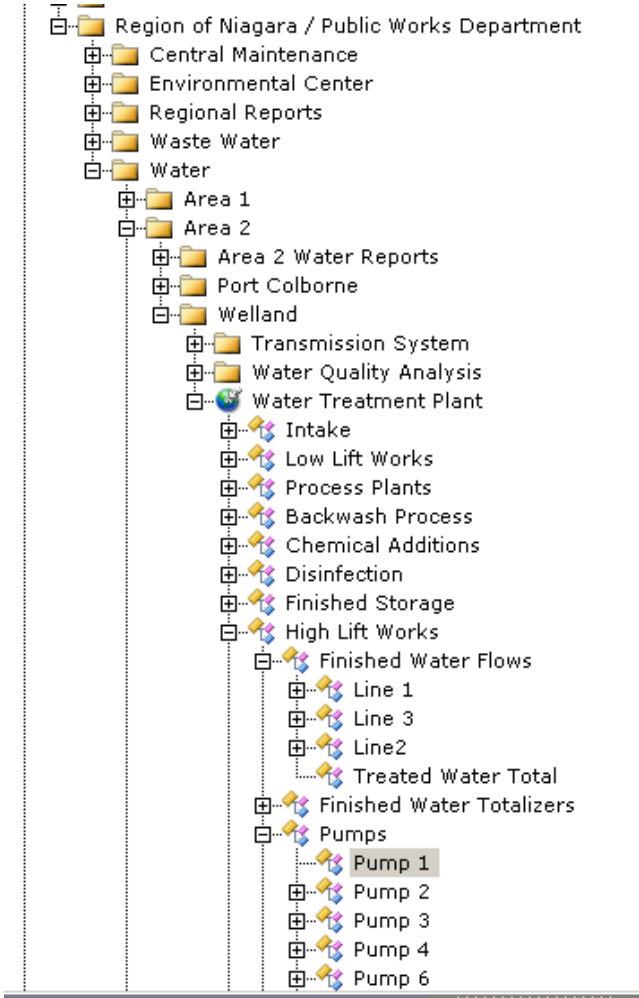 Region of Niagara / Public Works Department
Central Maintenance
Environmental Center
Regional Reports
Waste Water
Water
Area 1
Area 2
Area 2 Water Reports
Port Colborne
Welland
Transmission System
Water Quality Analysis
Water Treatment Plant
Intake
Low Lift Works
Process Plants
Backwash Process
Chemical Additions
Disinfection
Finished Storage
High Lift Works
Finished Water Flows
Line 1
Line 3
Line2
Treated Water Total
Finished Water Totalizers
Pumps
Pump 1
Pump 2
Pump 3
Pump 4
Pump 6